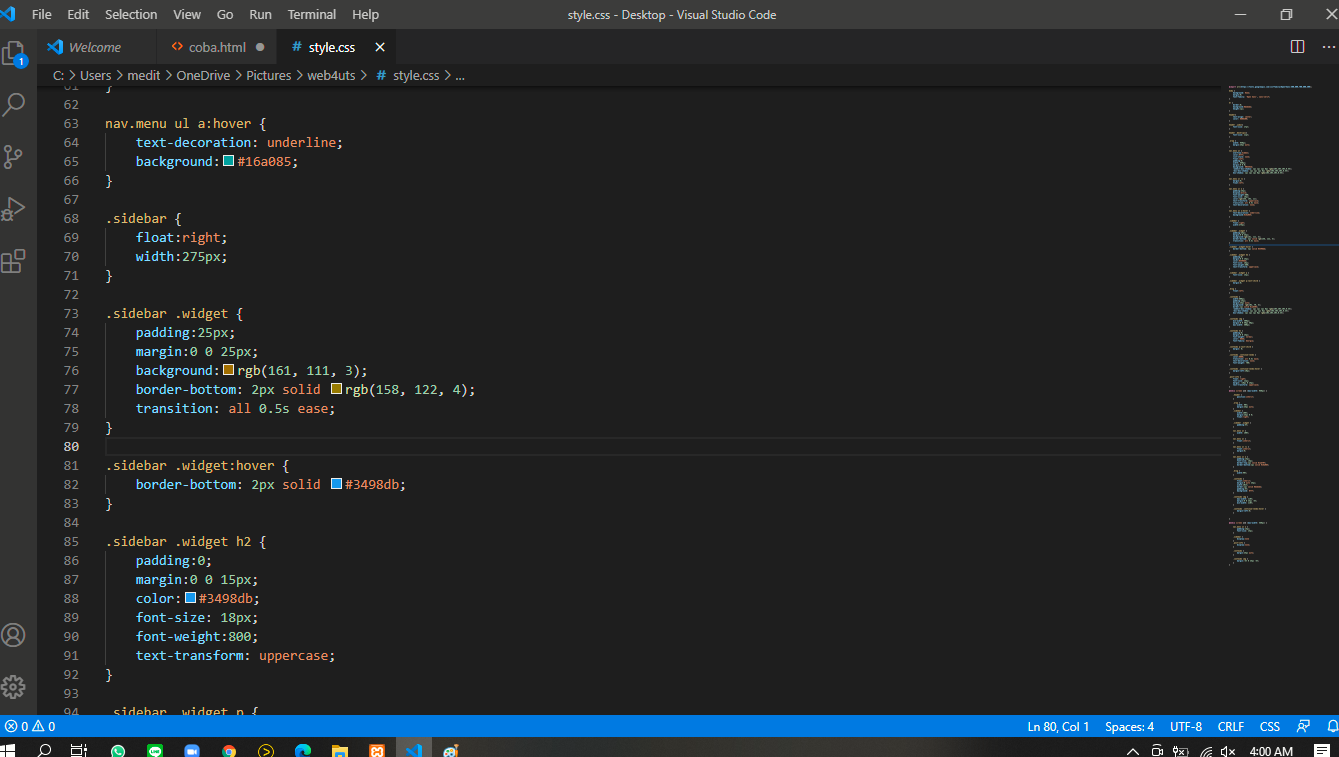 File Edit Selection View Go Run Terminal Help style.css - Desktop - Visual Studio Code
1 Welcome coba.html style.css
C: > Users > medit > OneDrive > Pictures > web4uts > # style.css > ...
61 }
62
63 nav.menu ul a:hover {
64 text-decoration: underline;
65 background: #16a085;
66 }
67
68 .sidebar {
69 float:right;
70 width:275px;
71 }
72
73 .sidebar .widget {
74 padding:25px;
75 margin:0 0 25px;
76 background: rgb(161, 111, 3);
77 border-bottom: 2px solid rgb(158, 122, 4);
78 transition: all 0.5s ease;
79 }
80
81 .sidebar .widget:hover {
82 border-bottom: 2px solid #3498db;
83 }
84
85 .sidebar .widget h2 {
86 padding:0;
87 margin:0 0 15px;
88 color: #3498db;
89 font-size: 18px;
90 font-weight:800;
91 text-transform: uppercase;
92 }
93
94 .sidebar .widget p {
0 0 Ln 80, Col 1 Spaces: 4 UTF-8 CRLF CSS
4:00 AM